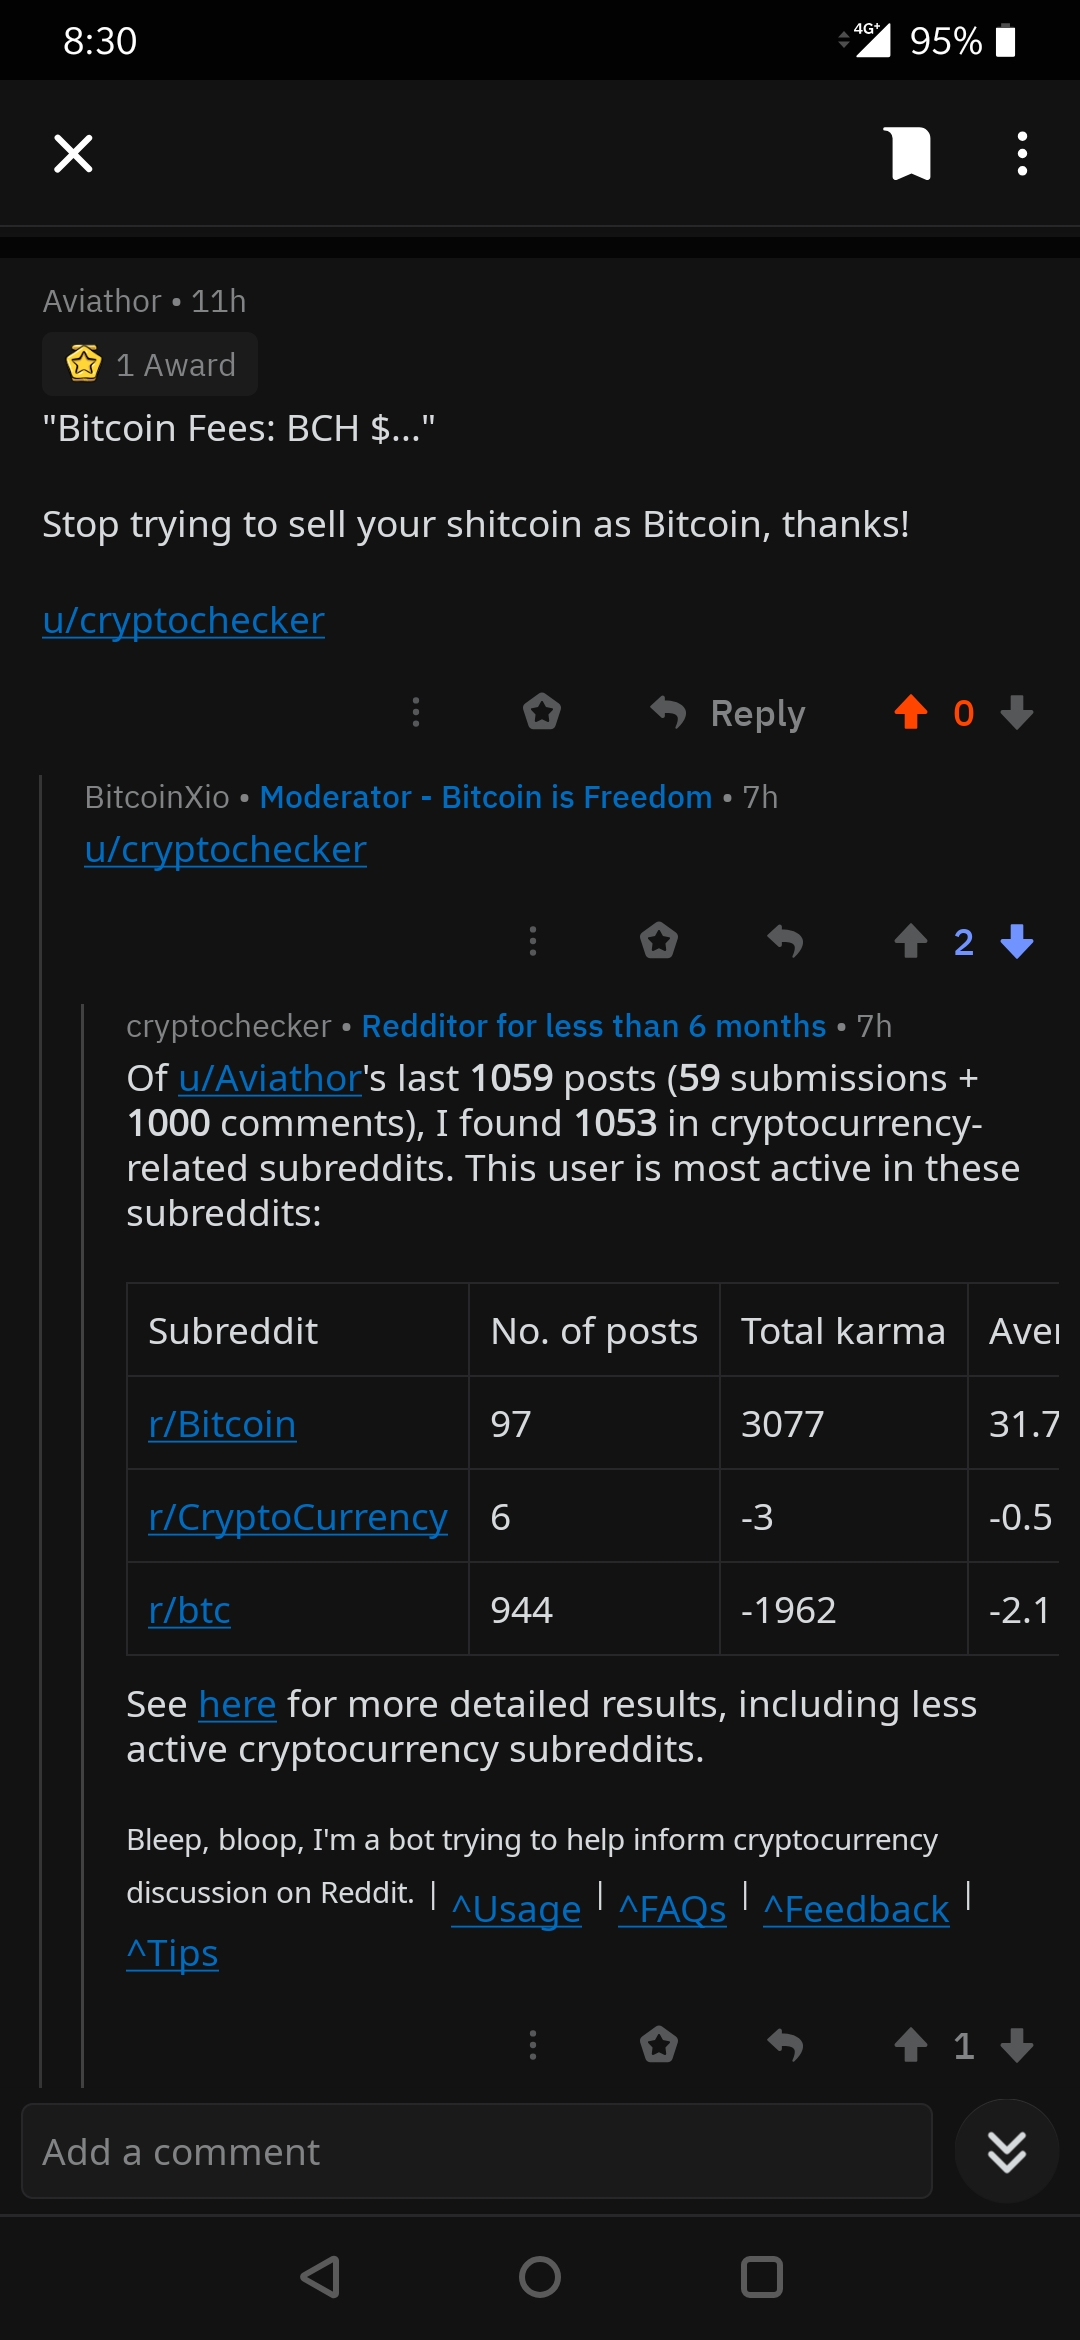 8:30
4G+ 95%
Aviathor • 11h
1 Award
"Bitcoin Fees: BCH $..."
Stop trying to sell your shitcoin as Bitcoin, thanks!
u/cryptochecker
Reply 0
BitcoinXio • Moderator - Bitcoin is Freedom • 7h
u/cryptochecker
2
cryptochecker • Redditor for less than 6 months • 7h
Of u/Aviathor's last 1059 posts (59 submissions +
1000 comments), I found 1053 in cryptocurrency-
related subreddits. This user is most active in these
subreddits:
Subreddit No. of posts Total karma Aver
r/Bitcoin 97 3077 31.7
r/CryptoCurrency 6 -3 -0.5
r/btc 944 -1962 -2.1
See here for more detailed results, including less
active cryptocurrency subreddits.
Bleep, bloop, I'm a bot trying to help inform cryptocurrency
discussion on Reddit. | ^Usage | ^FAQs | ^Feedback |
^Tips
1
Add a comment